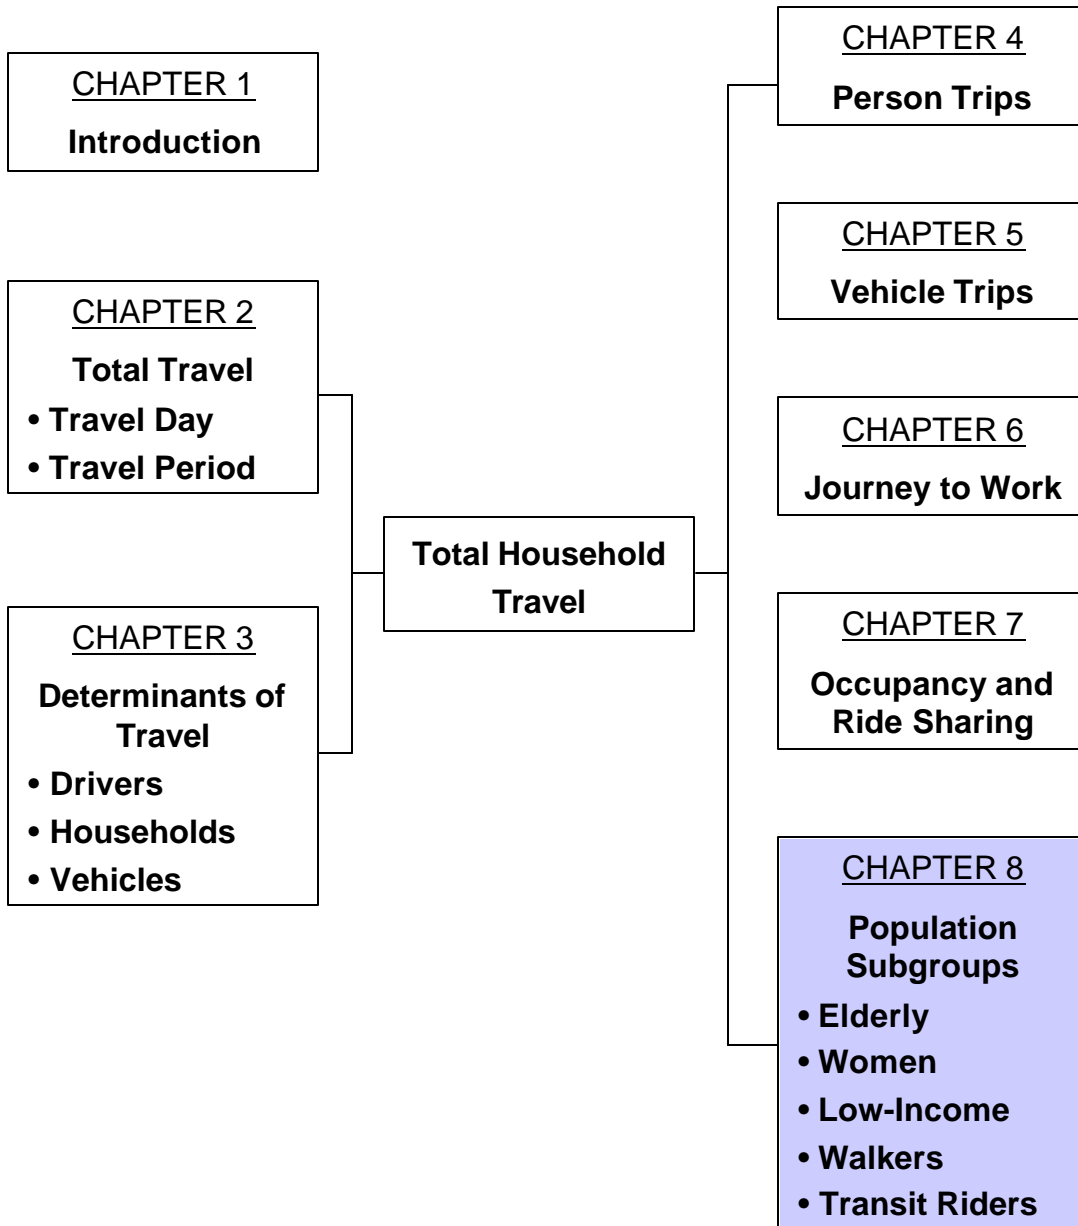 CHAPTER 1
Introduction
CHAPTER 2
Total Travel
• Travel Day
• Travel Period
CHAPTER 3
Determinants of
Travel
• Drivers
• Households
• Vehicles
Total Household
Travel
CHAPTER 4
Person Trips
CHAPTER 5
Vehicle Trips
CHAPTER 6
Journey to Work
CHAPTER 7
Occupancy and
Ride Sharing
CHAPTER 8
Population
Subgroups
• Elderly
• Women
• Low-Income
• Walkers
• Transit Riders